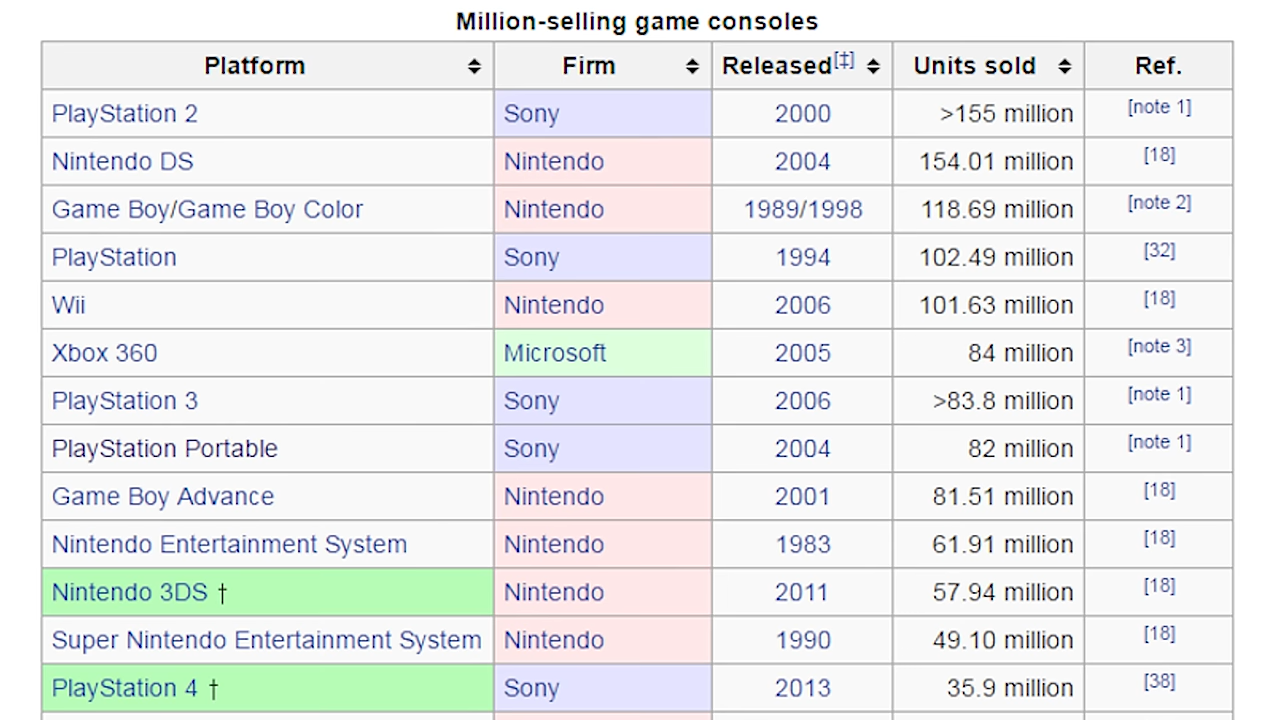 Million-selling game consoles
Platform Firm Released[‡] Units sold Ref.
PlayStation 2 Sony 2000 >155 million [note 1]
Nintendo DS Nintendo 2004 154.01 million [18]
Game Boy/Game Boy Color Nintendo 1989/1998 118.69 million [note 2]
PlayStation Sony 1994 102.49 million [32]
Wii Nintendo 2006 101.63 million [18]
Xbox 360 Microsoft 2005 84 million [note 3]
PlayStation 3 Sony 2006 >83.8 million [note 1]
PlayStation Portable Sony 2004 82 million [note 1]
Game Boy Advance Nintendo 2001 81.51 million [18]
Nintendo Entertainment System Nintendo 1983 61.91 million [18]
Nintendo 3DS † Nintendo 2011 57.94 million [18]
Super Nintendo Entertainment System Nintendo 1990 49.10 million [18]
PlayStation 4 † Sony 2013 35.9 million [38]